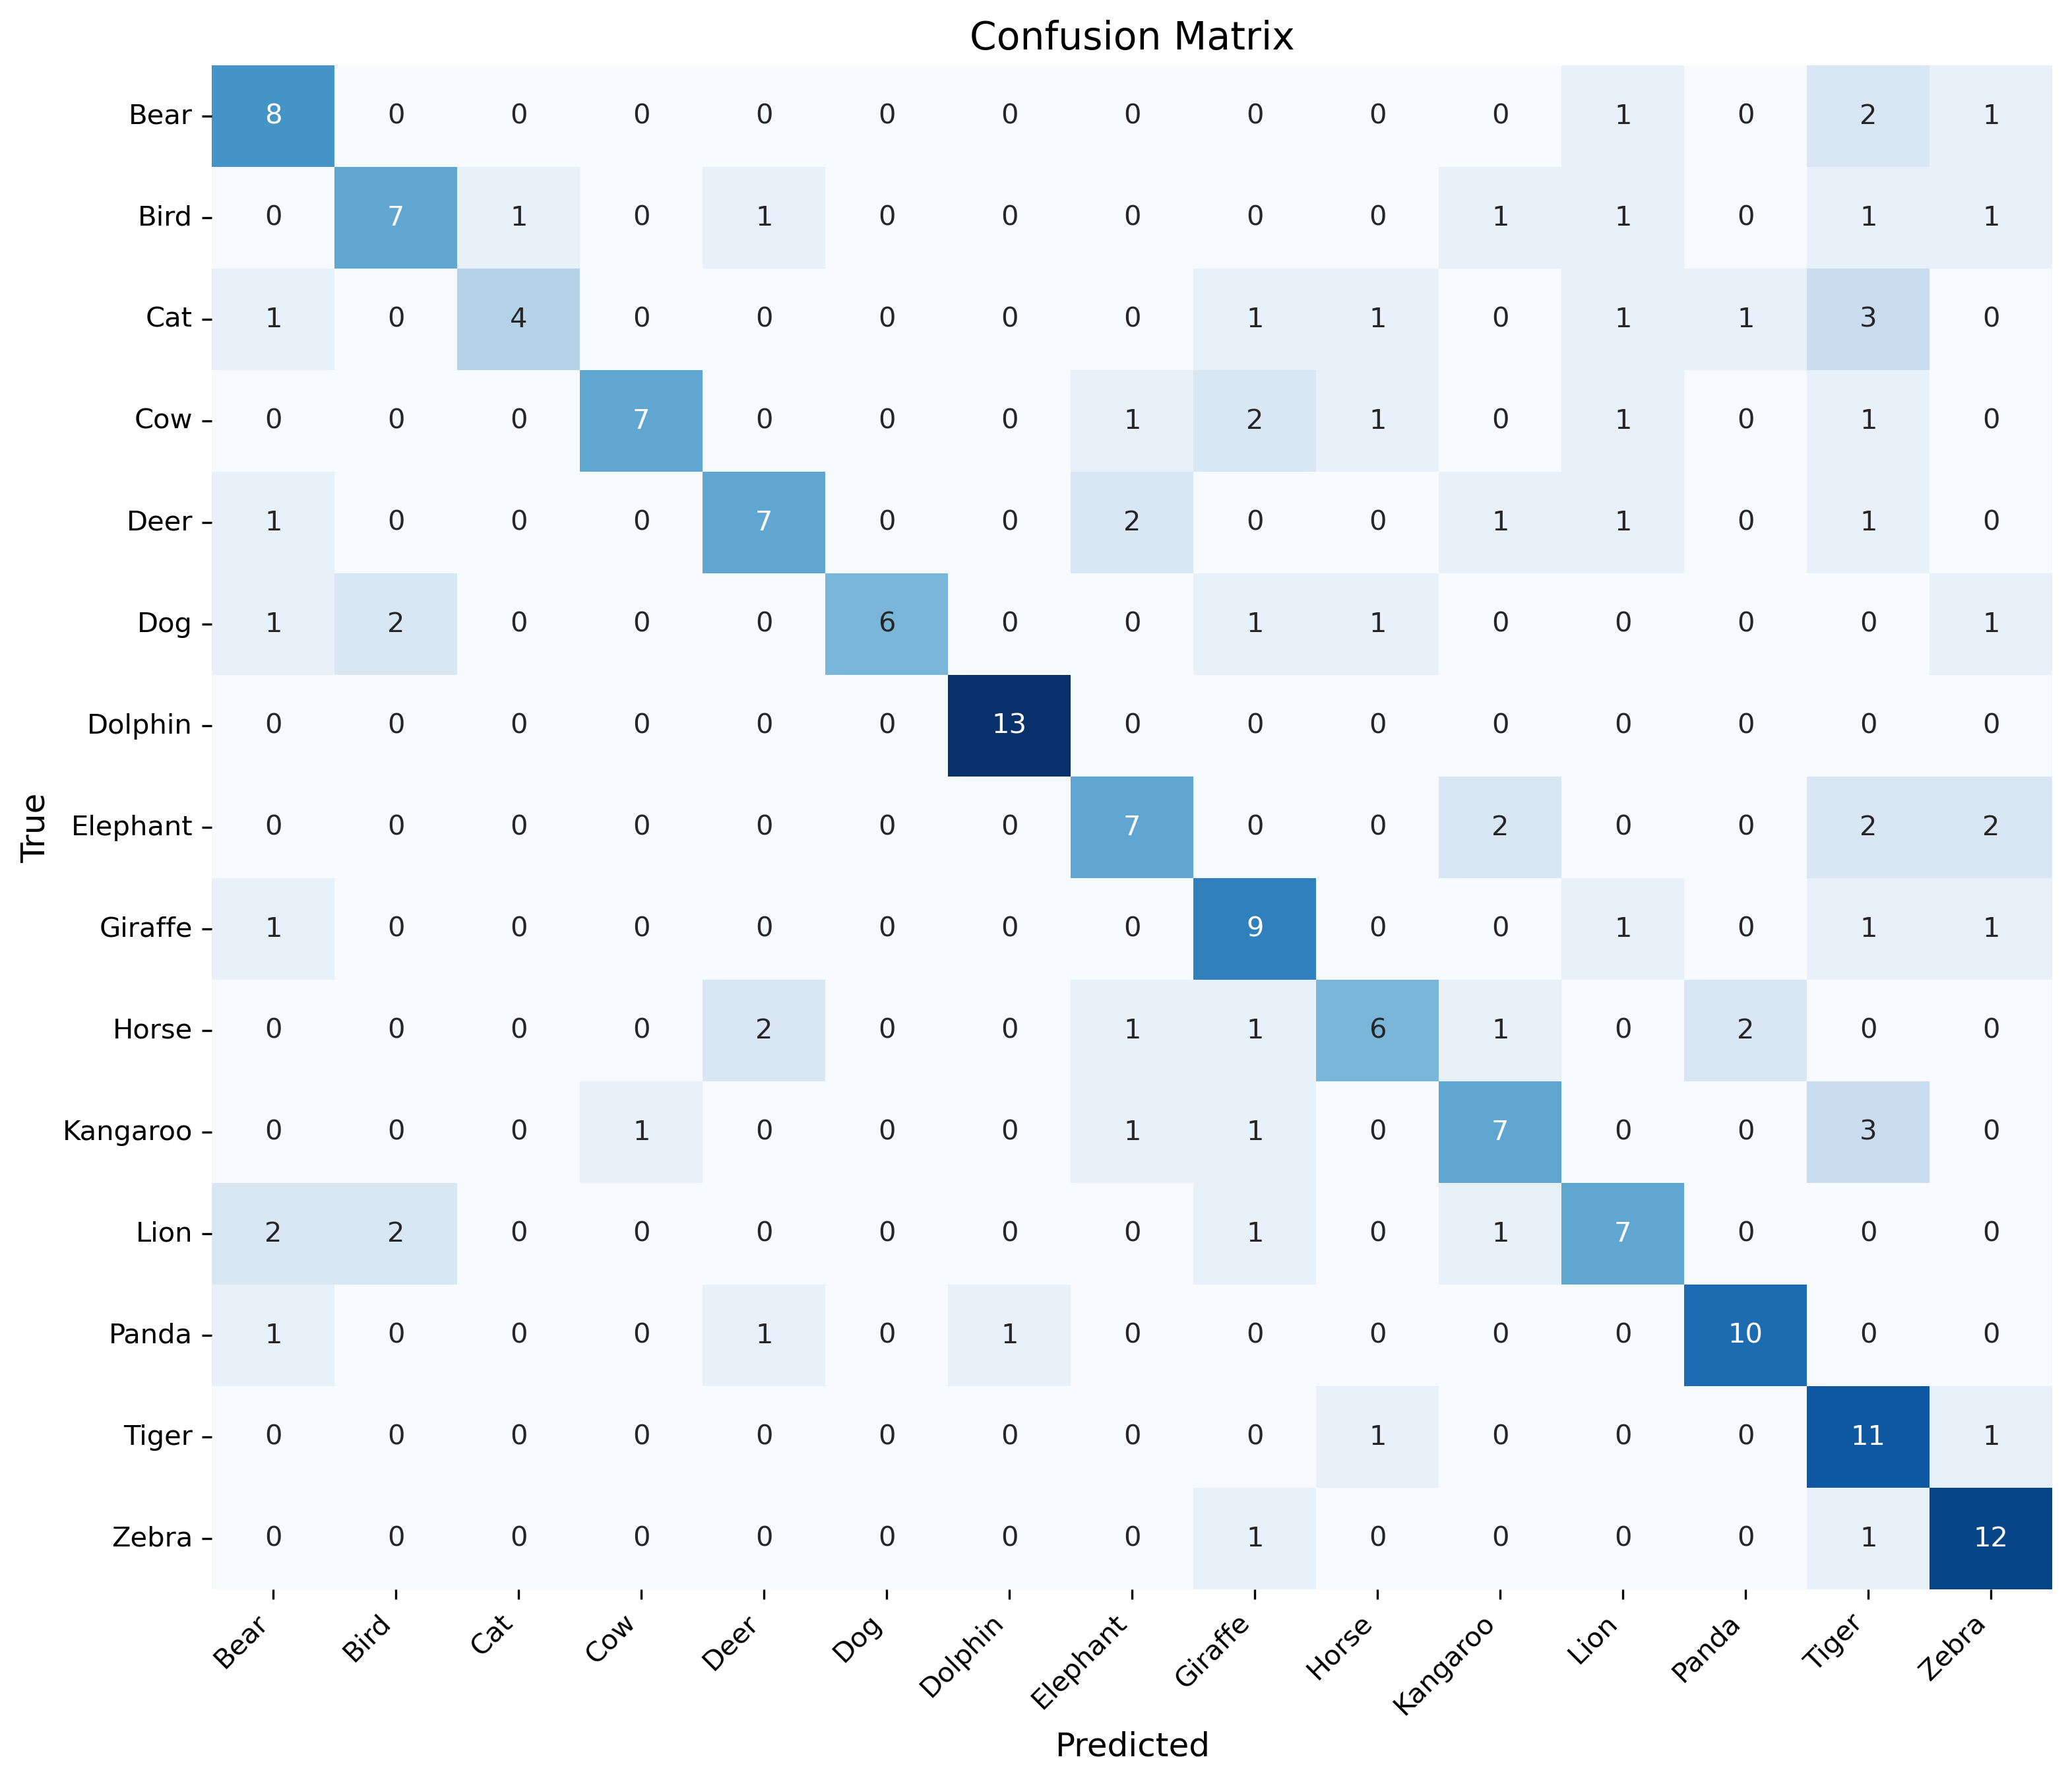 Confusion Matrix
Bear 8 0 0 0 0 0 0 0 0 0 0 1 0 2 1
Bird 0 7 1 0 1 0 0 0 0 0 1 1 0 1 1
Cat 1 0 4 0 0 0 0 0 1 1 0 1 1 3 0
Cow 0 0 0 7 0 0 0 1 2 1 0 1 0 1 0
Deer 1 0 0 0 7 0 0 2 0 0 1 1 0 1 0
Dog 1 2 0 0 0 6 0 0 1 1 0 0 0 0 1
Dolphin 0 0 0 0 0 0 13 0 0 0 0 0 0 0 0
Elephant 0 0 0 0 0 0 0 7 0 0 2 0 0 2 2
Giraffe 1 0 0 0 0 0 0 0 9 0 0 1 0 1 1
Horse 0 0 0 0 2 0 0 1 1 6 1 0 2 0 0
Kangaroo 0 0 0 1 0 0 0 1 1 0 7 0 0 3 0
Lion 2 2 0 0 0 0 0 0 1 0 1 7 0 0 0
Panda 1 0 0 0 1 0 1 0 0 0 0 0 10 0 0
Tiger 0 0 0 0 0 0 0 0 0 1 0 0 0 11 1
Zebra 0 0 0 0 0 0 0 0 1 0 0 0 0 1 12
Bear Bird Cat Cow Deer Dog Dolphin Elephant Giraffe Horse Kangaroo Lion Panda Tiger Zebra
Predicted
True